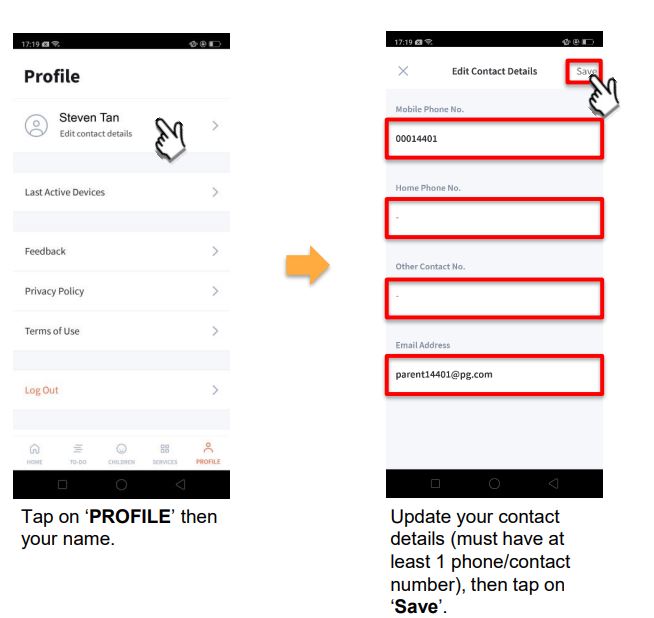 17:19
Profile
Steven Tan
Edit contact details
Last Active Devices
Feedback
Privacy Policy
Terms of Use
Log Out
HOME TO-DO CHILDREN SERVICES PROFILE
Tap on ‘PROFILE’ then
your name.
17:19
Edit Contact Details Save
Mobile Phone No.
00014401
Home Phone No.
-
Other Contact No.
-
Email Address
parent14401@pg.com
Update your contact
details (must have at
least 1 phone/contact
number), then tap on
‘Save’.